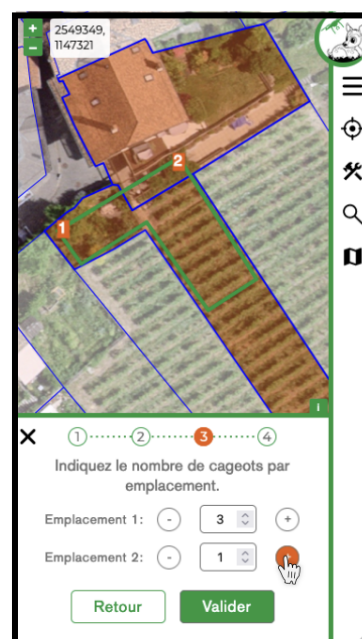 +
-
2549349,
1147321
2
1
i
1 2 3 4
Indiquez le nombre de cageots par
emplacement.
Emplacement 1: - 3 +
Emplacement 2: - 1 +
Retour Valider